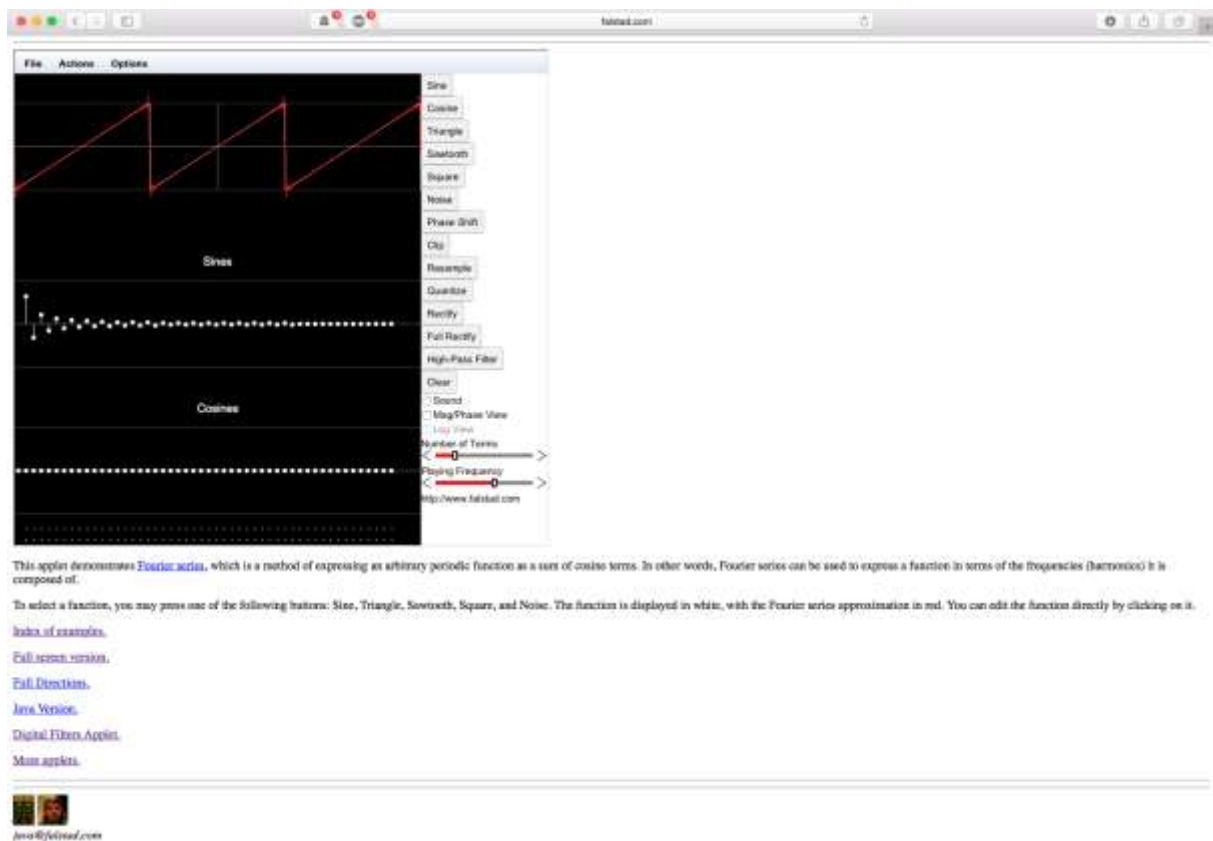 falstad.com
File Actions Options
Sine
Cosine
Triangle
Sawtooth
Square
Noise
Phase Shift
Clip
Resample
Quantize
Rectify
Full Rectify
High-Pass Filter
Clear
Sound
Mag/Phase View
Log View
Number of Terms
Playing Frequency
http://www.falstad.com
Sines
Cosines
This applet demonstrates Fourier series, which is a method of expressing an arbitrary periodic function as a sum of cosine terms. In other words, Fourier series can be used to express a function in terms of the frequencies (harmonics) it is
composed of.
To select a function, you may press one of the following buttons: Sine, Triangle, Sawtooth, Square, and Noise. The function is displayed in white, with the Fourier series approximation in red. You can edit the function directly by clicking on it.
Index of examples.
Full screen version.
Full Directions.
Java Version.
Digital Filters Applet.
More applets.
java@falstad.com